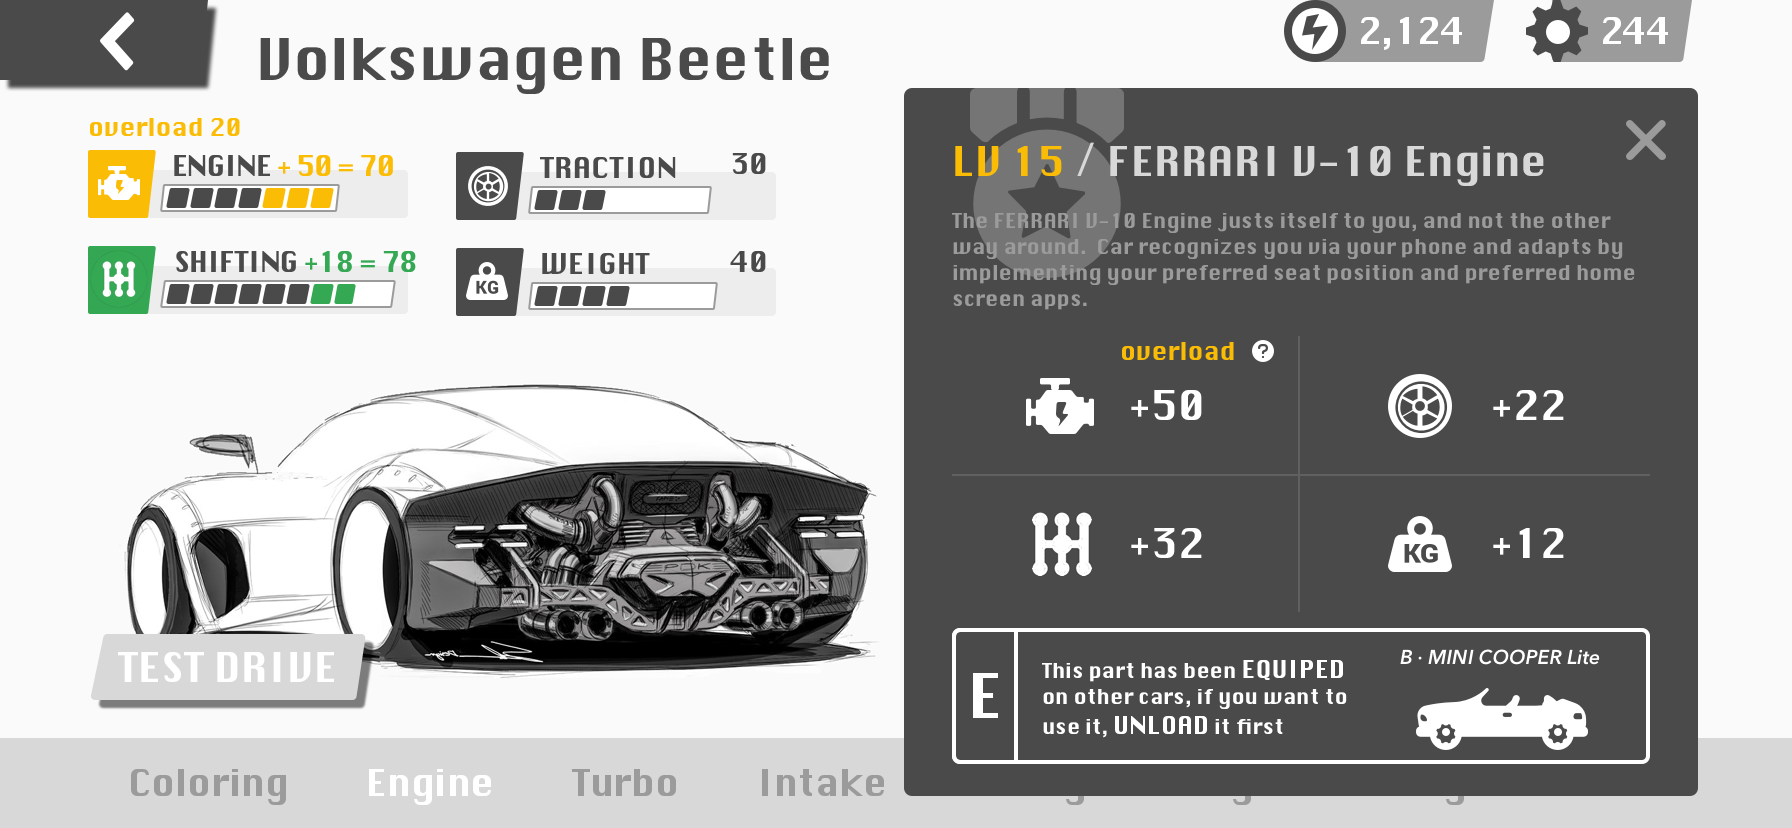 Volkswagen Beetle
2,124
244
overload 20
ENGINE + 50 = 70
TRACTION 30
SHIFTING +18 = 78
WEIGHT 40
KG
LV 15 / FERRARI V-10 Engine
The FERRARI V-10 Engine justs itself to you, and not the other
way around. Car recognizes you via your phone and adapts by
implementing your preferred seat position and preferred home
screen apps.
overload ?
+50
+22
+32
KG +12
E
This part has been EQUIPED
on other cars, if you want to
use it, UNLOAD it first
B · MINI COOPER Lite
TEST DRIVE
Coloring Engine Turbo Intake